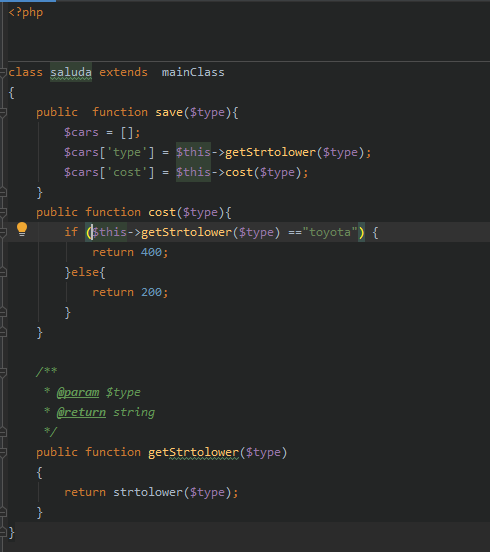 <?php
class saluda extends  mainClass
{
    public  function save($type){
        $cars = [];
        $cars['type'] = $this->getStrtolower($type);
        $cars['cost'] = $this->cost($type);
    }
    public function cost($type){
        if ($this->getStrtolower($type) =="toyota") {
            return 400;
        }else{
            return 200;
        }
    }
    /**
     * @param $type
     * @return string
     */
    public function getStrtolower($type)
    {
        return strtolower($type);
    }
}